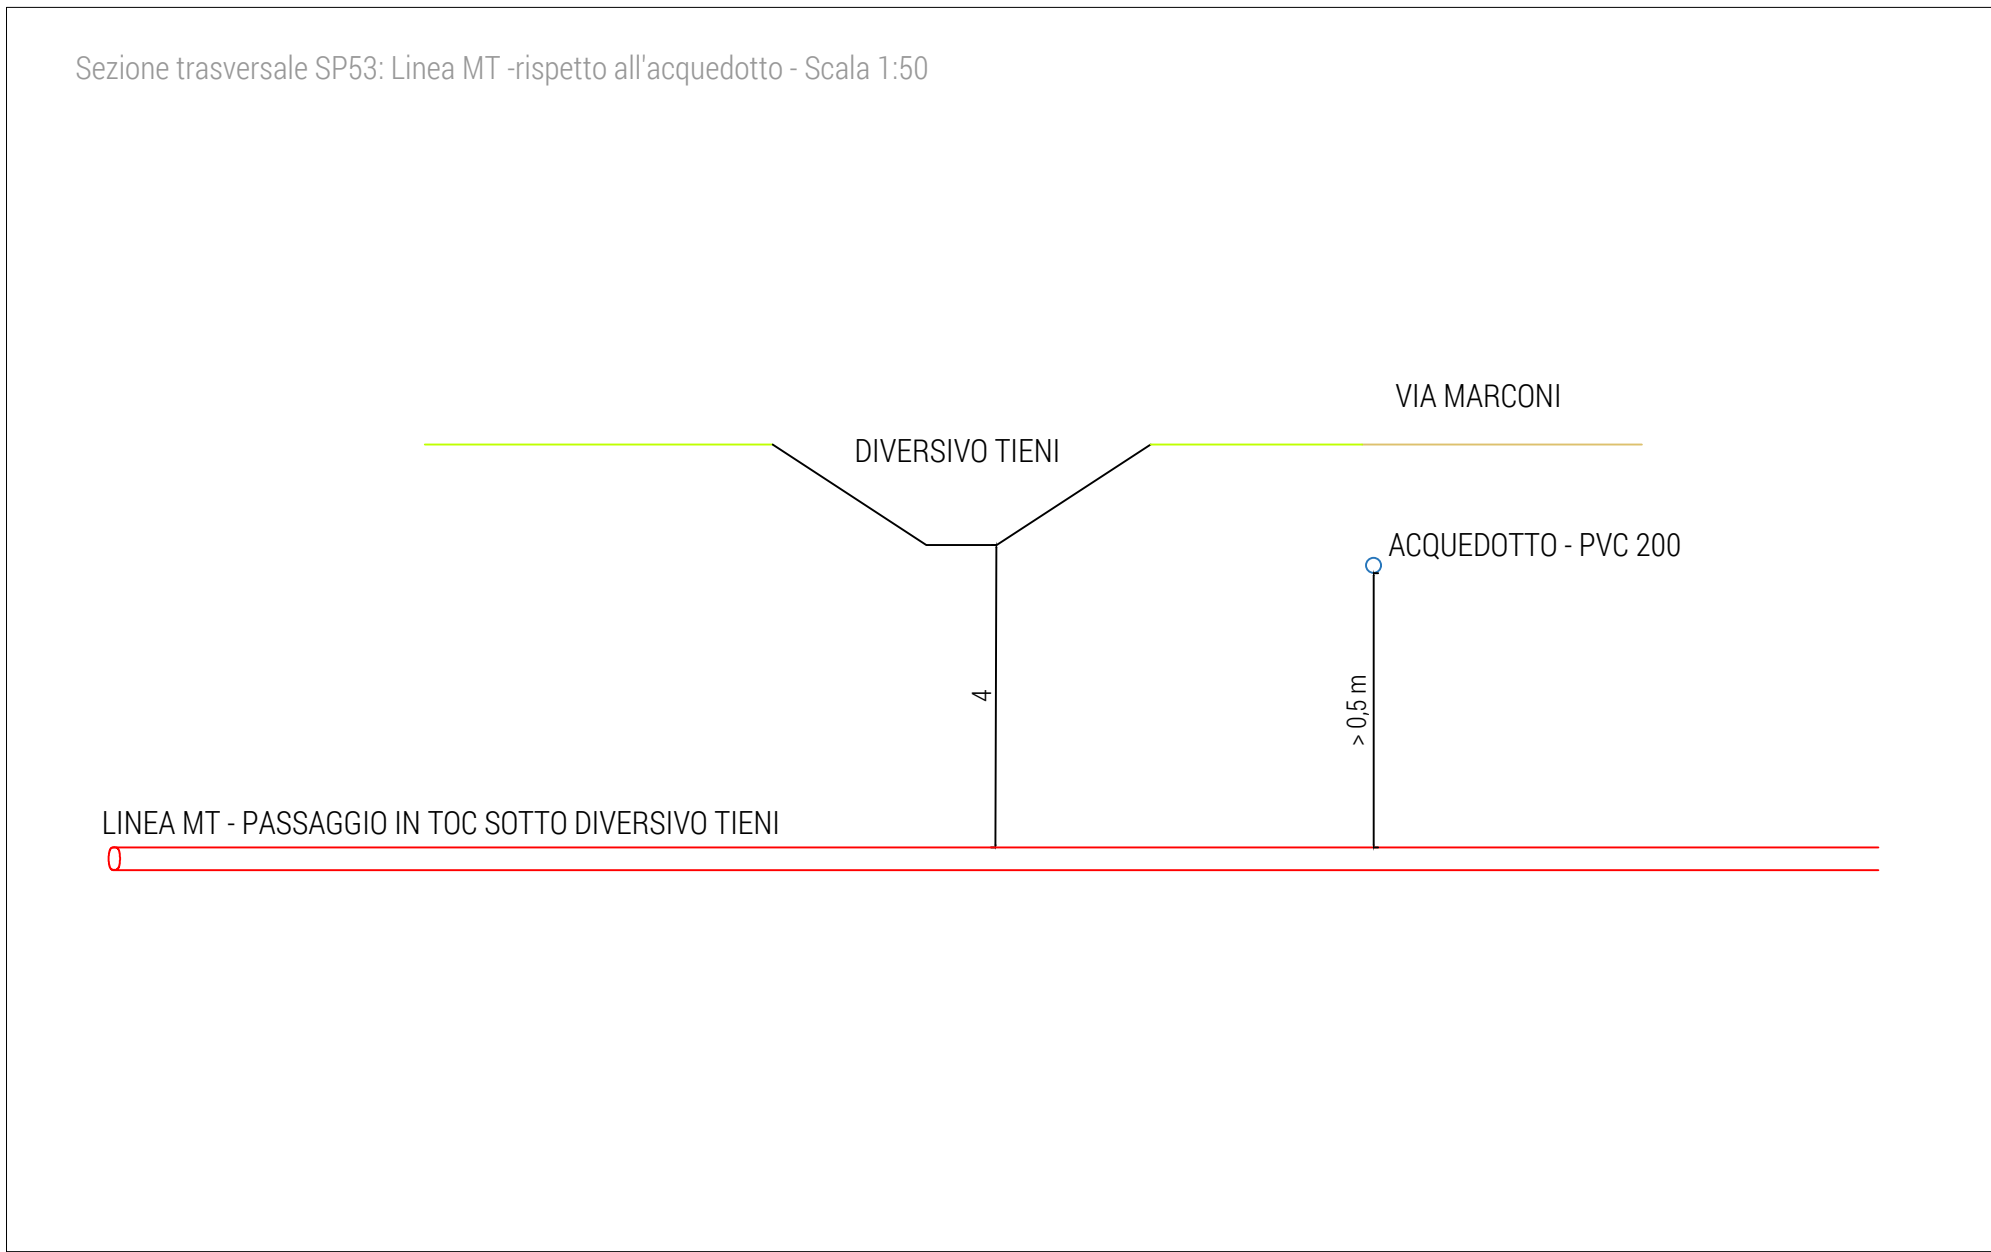 Sezione trasversale SP53: Linea MT -rispetto all'acquedotto - Scala 1:50
VIA MARCONI
DIVERSIVO TIENI
ACQUEDOTTO - PVC 200
4
> 0,5 m
LINEA MT - PASSAGGIO IN TOC SOTTO DIVERSIVO TIENI